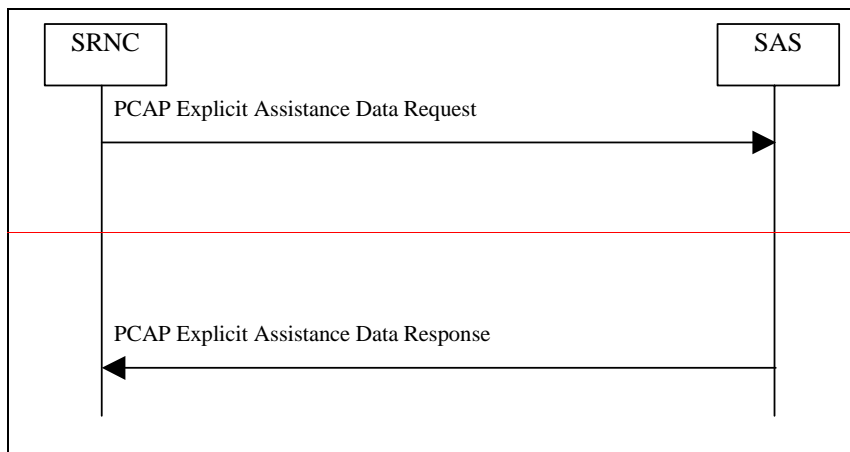 SRNC
SAS
PCAP Explicit Assistance Data Request
PCAP Explicit Assistance Data Response